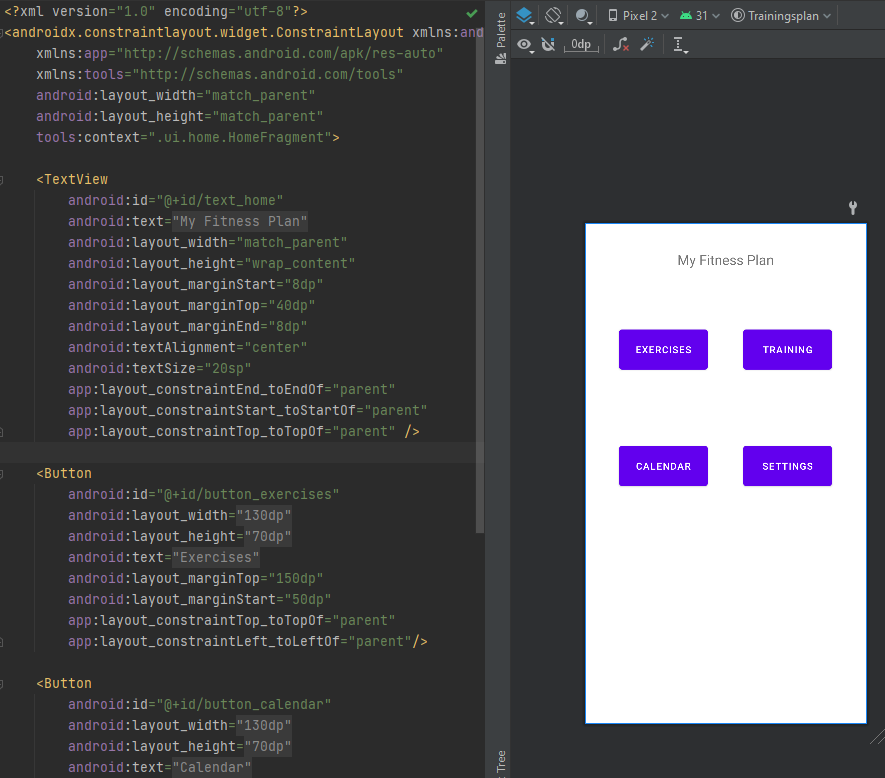 <?xml version="1.0" encoding="utf-8"?>
<androidx.constraintlayout.widget.ConstraintLayout xmlns:and
xmlns:app="http://schemas.android.com/apk/res-auto"
xmlns:tools="http://schemas.android.com/tools"
android:layout_width="match_parent"
android:layout_height="match_parent"
tools:context=".ui.home.HomeFragment">
<TextView
android:id="@+id/text_home"
android:text="My Fitness Plan"
android:layout_width="match_parent"
android:layout_height="wrap_content"
android:layout_marginStart="8dp"
android:layout_marginTop="40dp"
android:layout_marginEnd="8dp"
android:textAlignment="center"
android:textSize="20sp"
app:layout_constraintEnd_toEndOf="parent"
app:layout_constraintStart_toStartOf="parent"
app:layout_constraintTop_toTopOf="parent" />
<Button
android:id="@+id/button_exercises"
android:layout_width="130dp"
android:layout_height="70dp"
android:text="Exercises"
android:layout_marginTop="150dp"
android:layout_marginStart="50dp"
app:layout_constraintTop_toTopOf="parent"
app:layout_constraintLeft_toLeftOf="parent"/>
<Button
android:id="@+id/button_calendar"
android:layout_width="130dp"
android:layout_height="70dp"
android:text="Calendar"
Palette
Tree
Pixel 2
31
Trainingsplan
0dp
My Fitness Plan
EXERCISES
TRAINING
CALENDAR
SETTINGS